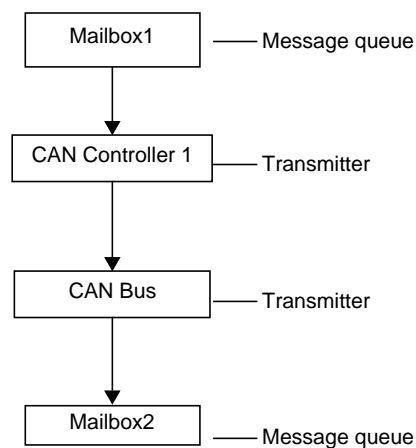 Mailbox1
Message queue
CAN Controller 1
Transmitter
CAN Bus
Transmitter
Mailbox2
Message queue